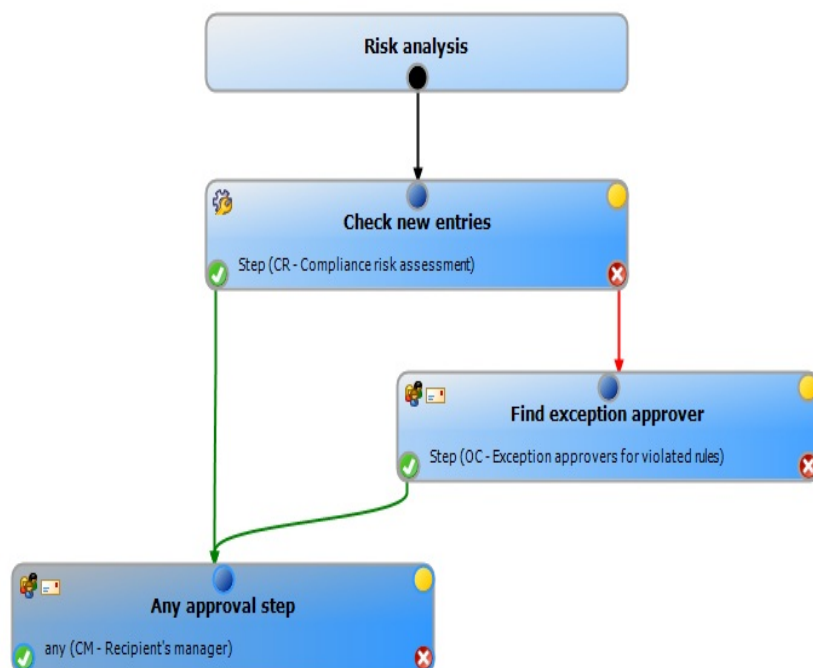 Risk analysis
Check new entries
Step (CR - Compliance risk assessment)
Find exception approver
Step (OC - Exception approvers for violated rules)
Any approval step
any (CM - Recipient's manager)